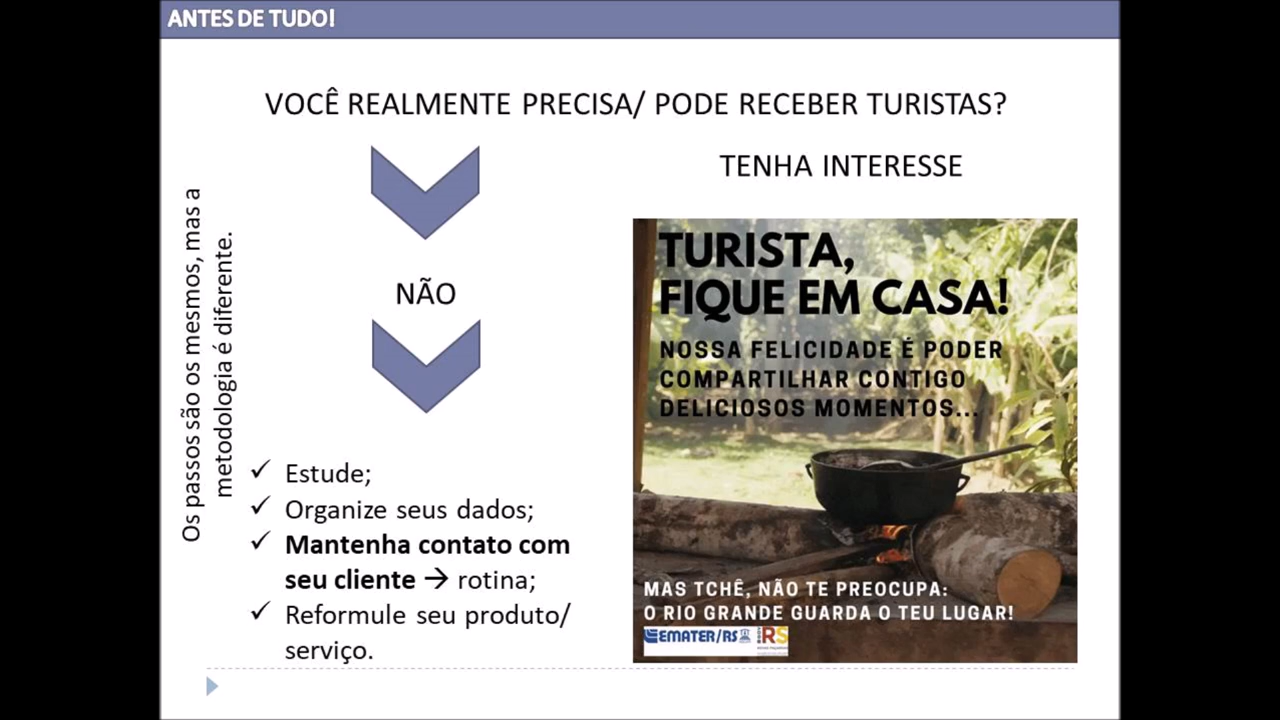 ANTES DE TUDO!
VOCÊ REALMENTE PRECISA/ PODE RECEBER TURISTAS?
TENHA INTERESSE
Os passos são os mesmos, mas a
metodologia é diferente.
NÃO
✓ Estude;
✓ Organize seus dados;
✓ Mantenha contato com
seu cliente → rotina;
✓ Reformule seu produto/
serviço.
TURISTA,
FIQUE EM CASA!
NOSSA FELICIDADE É PODER
COMPARTILHAR CONTIGO
DELICIOSOS MOMENTOS...
MAS TCHÊ, NÃO TE PREOCUPA:
O RIO GRANDE GUARDA O TEU LUGAR!
EMATER/RS
RS